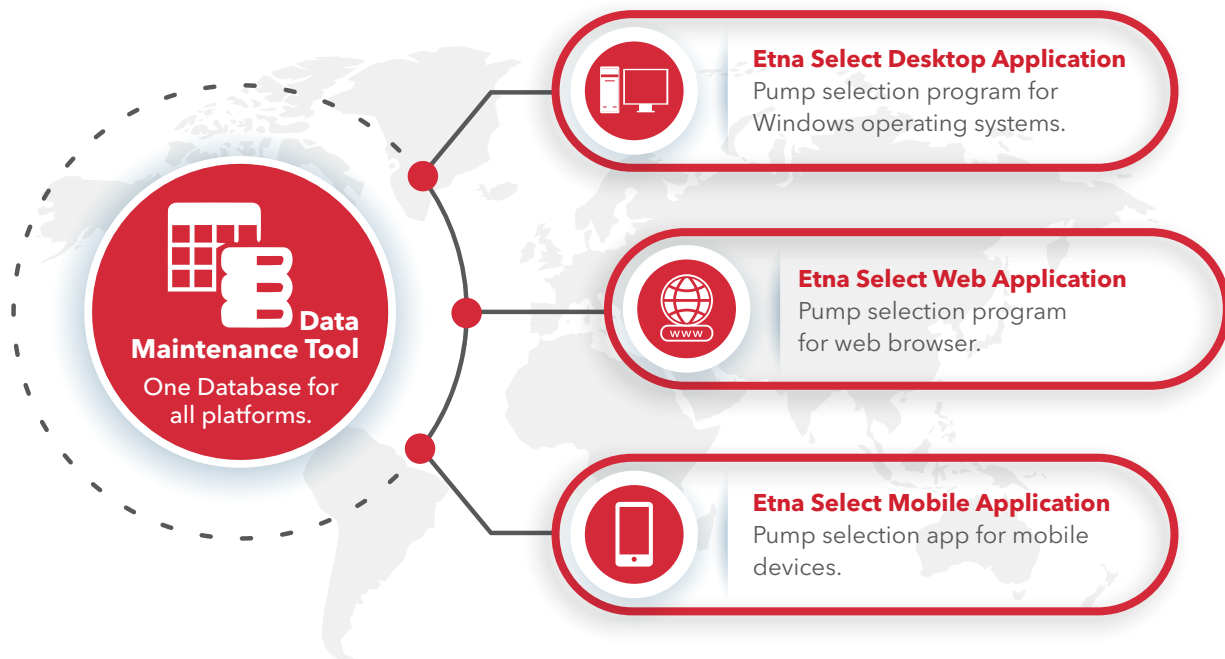 Data
Maintenance Tool
One Database for
all platforms.
Etna Select Desktop Application
Pump selection program for
Windows operating systems.
www
Etna Select Web Application
Pump selection program
for web browser.
Etna Select Mobile Application
Pump selection app for mobile
devices.